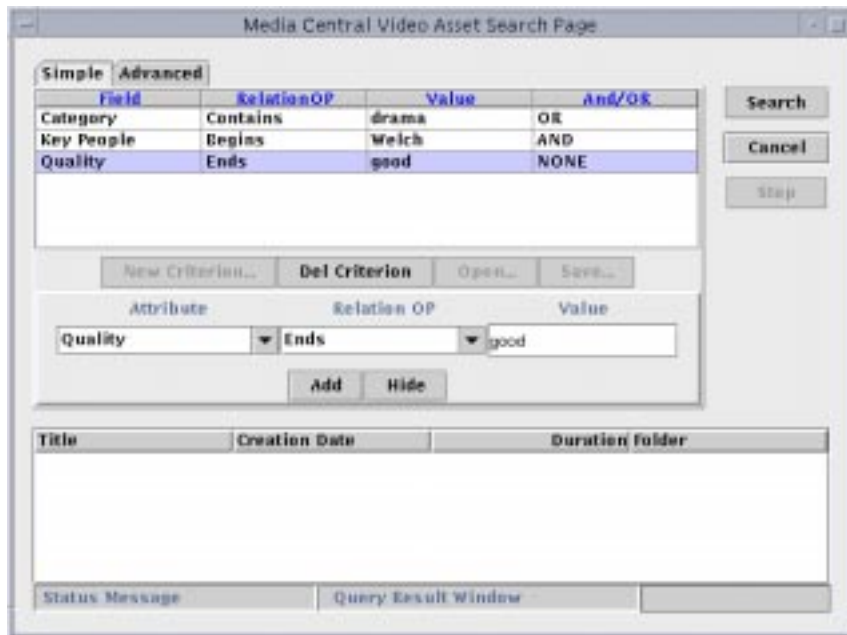 Media Central Video Asset Search Page
Simple Advanced
Field RelationOP Value And/OR
Category Contains drama OR
Key People Begins Welch AND
Quality Ends good NONE
Search
Cancel
Stop
New Criterion... Del Criterion Open... Save...
Attribute Relation OP Value
Quality Ends good
Add Hide
Title Creation Date Duration Folder
Status Message Query Result Window